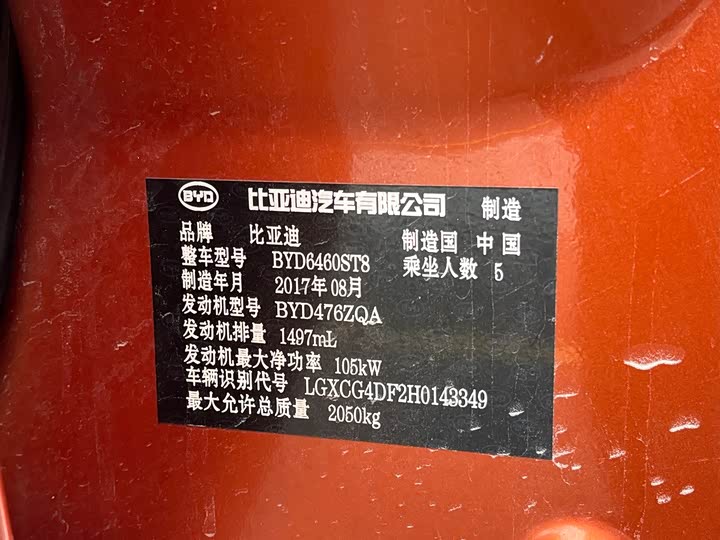 BYD 比亚迪汽车有限公司 制造
品牌 比亚迪 制造国 中国
整车型号 BYD6460ST8 乘坐人数 5
制造年月 2017年08月
发动机型号 BYD476ZQA
发动机排量 1497mL
发动机最大净功率 105kW
车辆识别代号 LGXCG4DF2H0143349
最大允许总质量 2050kg